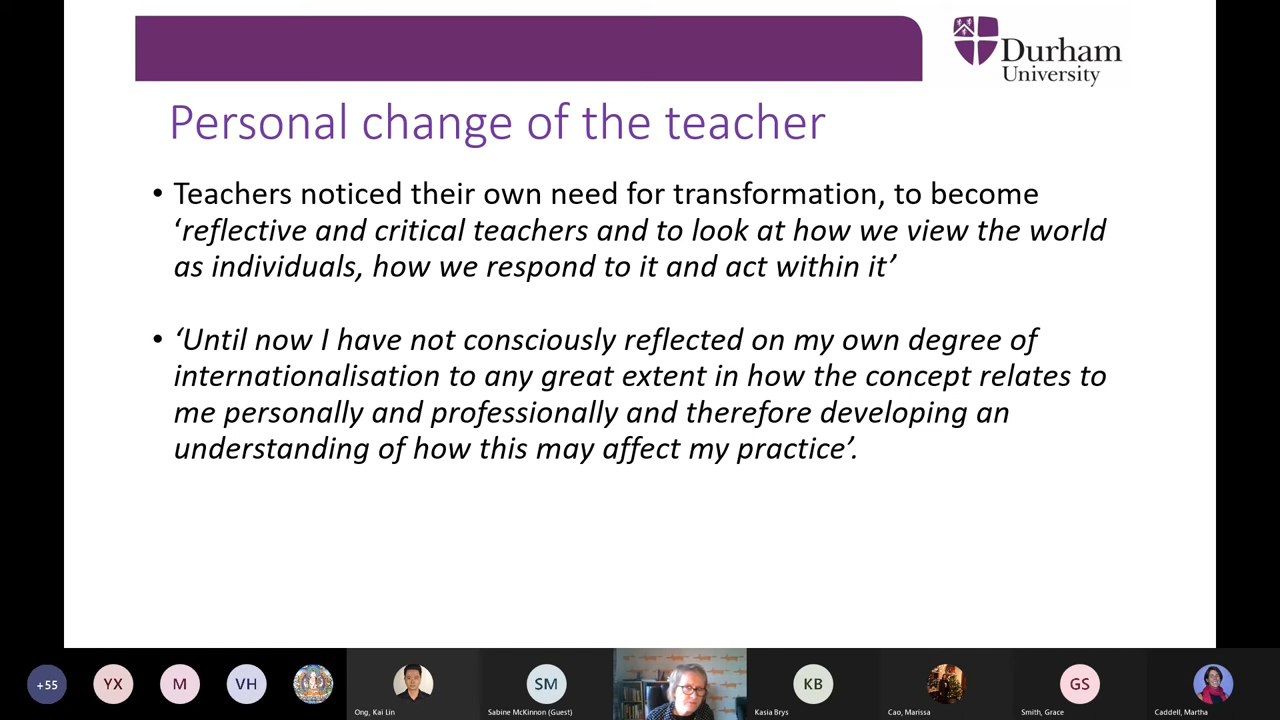 Durham
University
Personal change of the teacher
• Teachers noticed their own need for transformation, to become
‘reflective and critical teachers and to look at how we view the world
as individuals, how we respond to it and act within it’
• ‘Until now I have not consciously reflected on my own degree of
internationalisation to any great extent in how the concept relates to
me personally and professionally and therefore developing an
understanding of how this may affect my practice’.
+55
YX
M
VH
SM
KB
GS
Ong, Kai Lin
Sabine McKinnon (Guest)
Kasia Brys
Cao, Marissa
Smith, Grace
Caddell, Martha